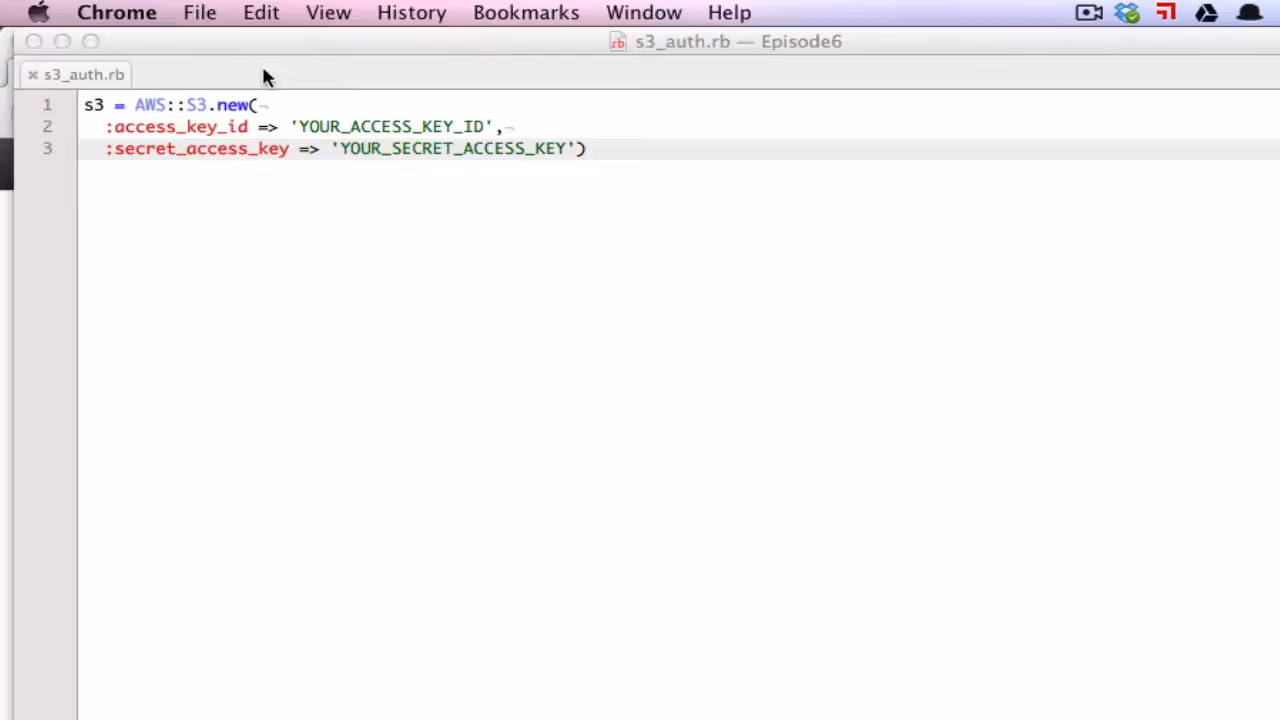 Chrome File Edit View History Bookmarks Window Help
rb s3_auth.rb — Episode6
× s3_auth.rb
1 s3 = AWS::S3.new(¬
2 :access_key_id => 'YOUR_ACCESS_KEY_ID',¬
3 :secret_access_key => 'YOUR_SECRET_ACCESS_KEY')